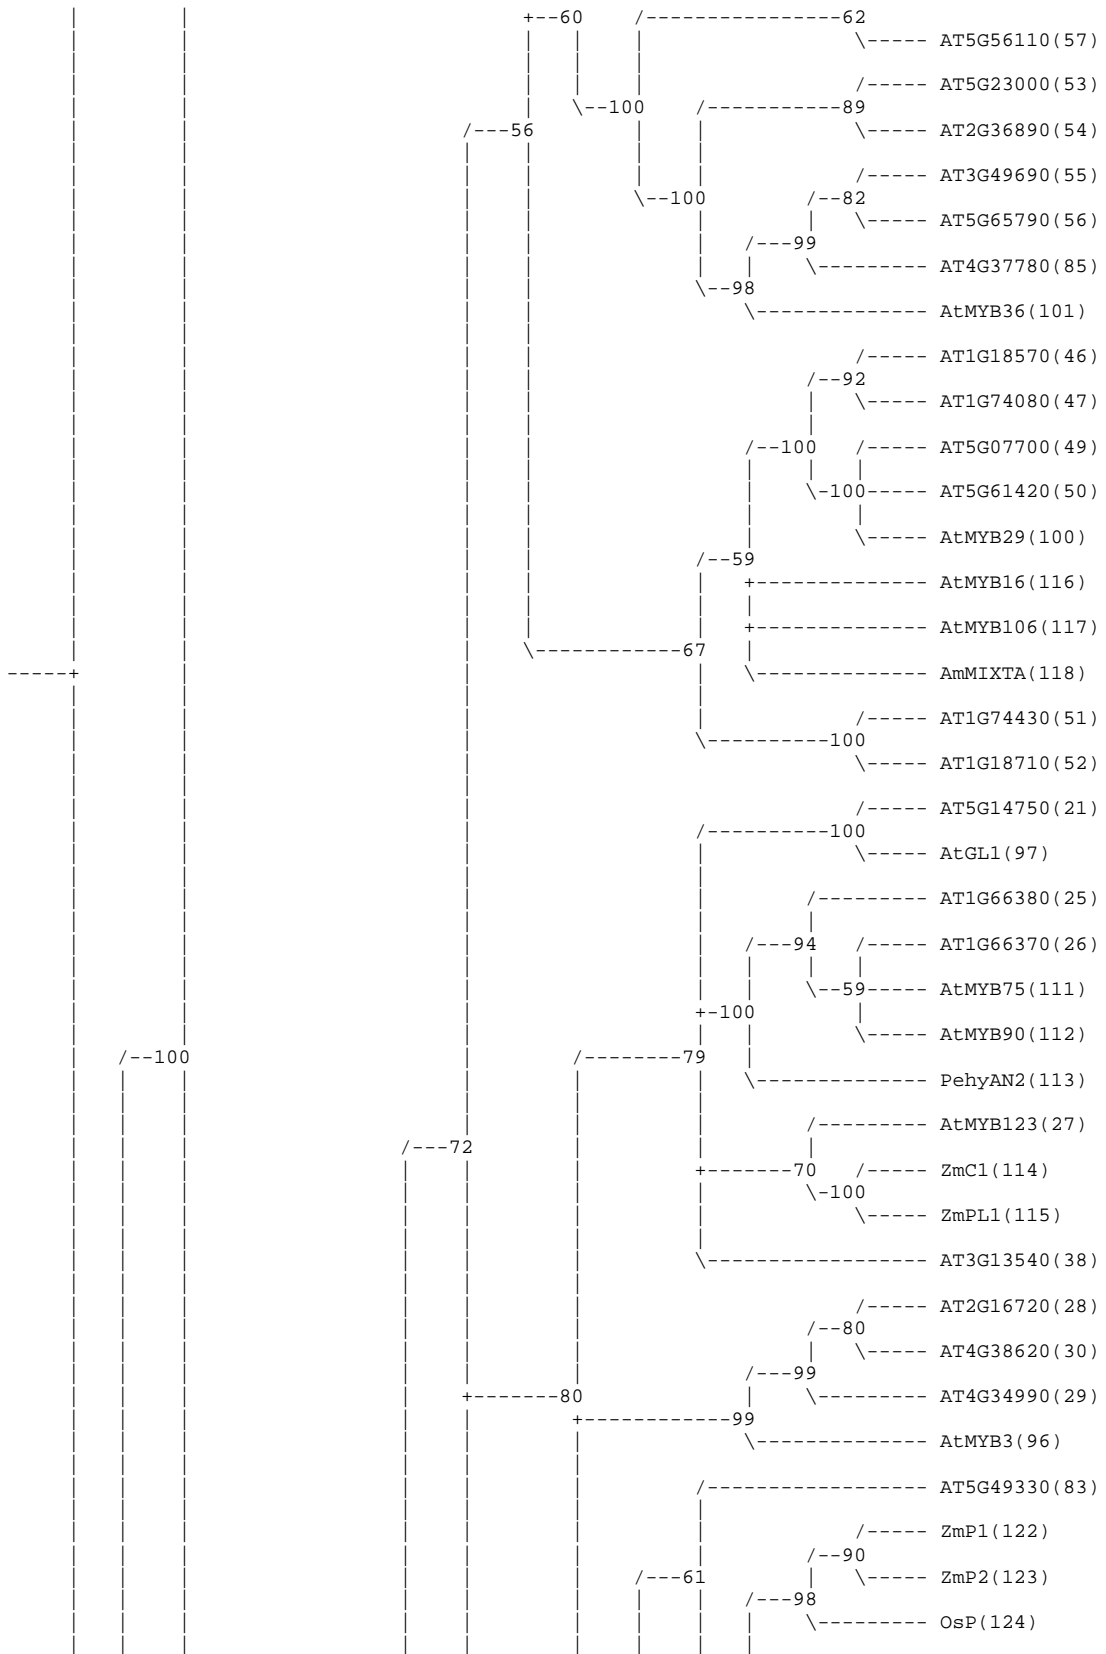 +--60 /----------------62
\----- AT5G56110(57)
/----- AT5G23000(53)
\--100 /-----------89
/---56 \----- AT2G36890(54)
/----- AT3G49690(55)
\--100 /--82
\----- AT5G65790(56)
/---99
\--------- AT4G37780(85)
\--98
\-------------- AtMYB36(101)
/----- AT1G18570(46)
/--92
\----- AT1G74080(47)
/--100 /----- AT5G07700(49)
\-100----- AT5G61420(50)
\----- AtMYB29(100)
/--59
+-------------- AtMYB16(116)
+-------------- AtMYB106(117)
\------------67
-----+ \-------------- AmMIXTA(118)
/----- AT1G74430(51)
\----------100
\----- AT1G18710(52)
/----- AT5G14750(21)
/----------100
\----- AtGL1(97)
/--------- AT1G66380(25)
/---94 /----- AT1G66370(26)
\--59----- AtMYB75(111)
+-100
\----- AtMYB90(112)
/--100 /--------79
\-------------- PehyAN2(113)
/--------- AtMYB123(27)
/---72
+-------70 /----- ZmC1(114)
\-100
\----- ZmPL1(115)
\------------------ AT3G13540(38)
/----- AT2G16720(28)
/--80
\----- AT4G38620(30)
/---99
+-------80 \--------- AT4G34990(29)
+------------99
\-------------- AtMYB3(96)
/------------------ AT5G49330(83)
/----- ZmP1(122)
/--90
/---61 \----- ZmP2(123)
/---98
\--------- OsP(124)